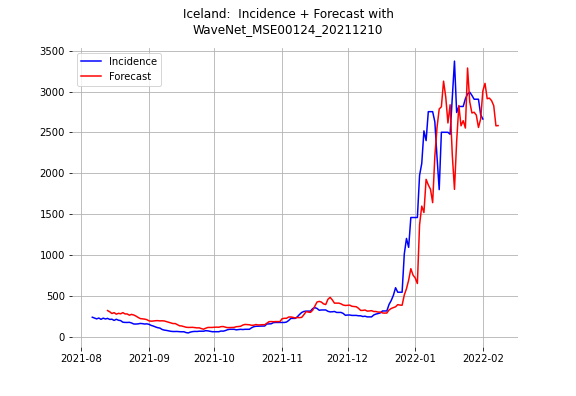 Iceland:  Incidence + Forecast with
WaveNet_MSE00124_20211210
Incidence
Forecast
3500
3000
2500
2000
1500
1000
500
0
2021-08 2021-09 2021-10 2021-11 2021-12 2022-01 2022-02